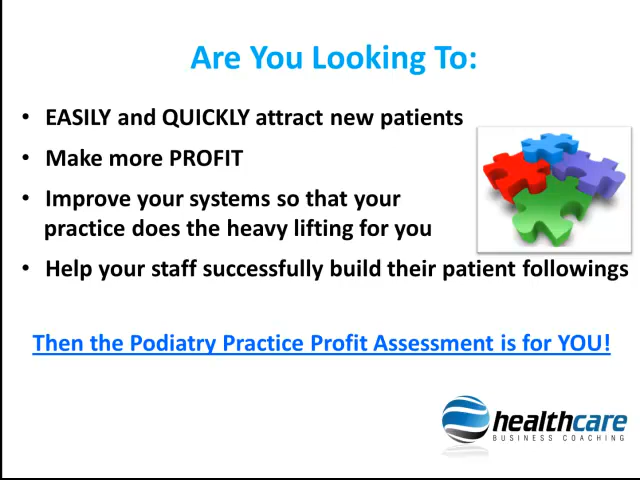 Are You Looking To:
• EASILY and QUICKLY attract new patients
• Make more PROFIT
• Improve your systems so that your
practice does the heavy lifting for you
• Help your staff successfully build their patient followings
Then the Podiatry Practice Profit Assessment is for YOU!
healthcare
BUSINESS COACHING